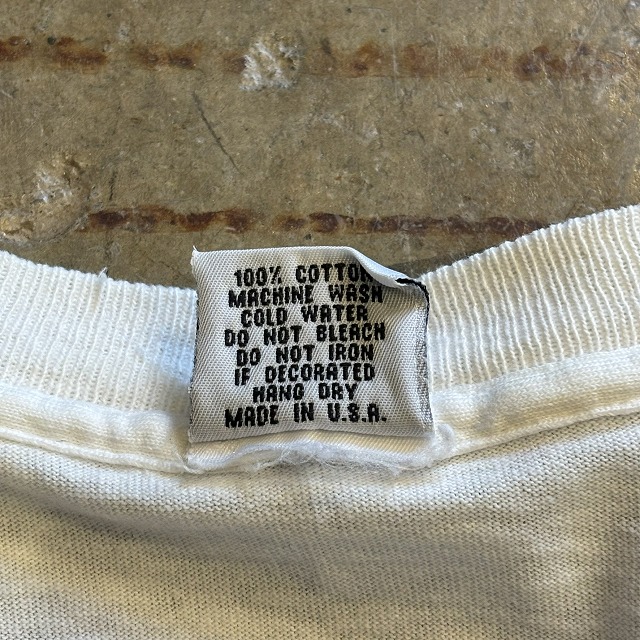 100% COTTON
MACHINE WASH
COLD WATER
DO NOT BLEACH
DO NOT IRON
IF DECORATED
HANG DRY
MADE IN U.S.A.